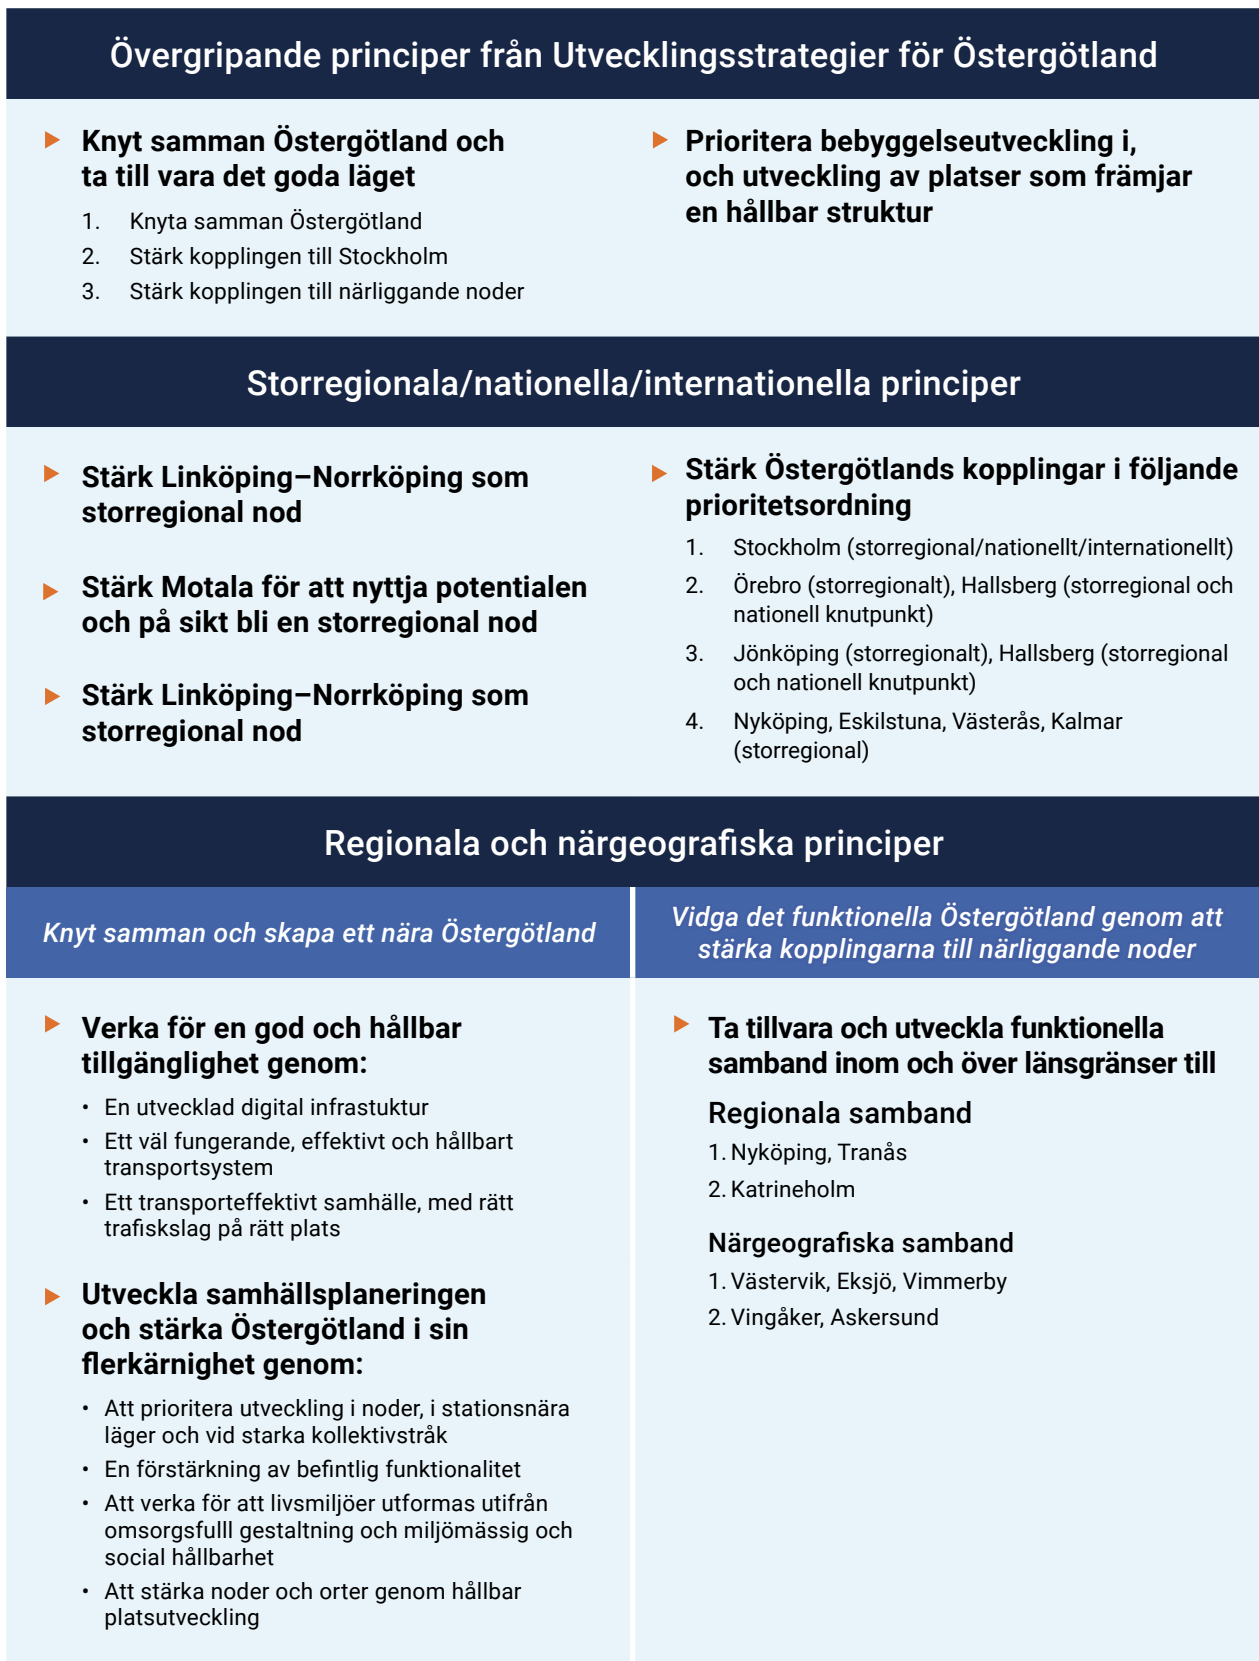 Övergripande principer från Utvecklingsstrategier för Östergötland
Knyt samman Östergötland och
ta till vara det goda läget
1. Knyta samman Östergötland
2. Stärk kopplingen till Stockholm
3. Stärk kopplingen till närliggande noder
Prioritera bebyggelseutveckling i,
och utveckling av platser som främjar
en hållbar struktur
Storregionala/nationella/internationella principer
Stärk Linköping–Norrköping som
storregional nod
Stärk Motala för att nyttja potentialen
och på sikt bli en storregional nod
Stärk Linköping–Norrköping som
storregional nod
Stärk Östergötlands kopplingar i följande
prioritetsordning
1. Stockholm (storregional/nationellt/internationellt)
2. Örebro (storregionalt), Hallsberg (storregional och
nationell knutpunkt)
3. Jönköping (storregionalt), Hallsberg (storregional
och nationell knutpunkt)
4. Nyköping, Eskilstuna, Västerås, Kalmar
(storregional)
Regionala och närgeografiska principer
Knyt samman och skapa ett nära Östergötland
Verka för en god och hållbar
tillgänglighet genom:
• En utvecklad digital infrastuktur
• Ett väl fungerande, effektivt och hållbart
transportsystem
• Ett transporteffektivt samhälle, med rätt
trafiskslag på rätt plats
Utveckla samhällsplaneringen
och stärka Östergötland i sin
flerkärnighet genom:
• Att prioritera utveckling i noder, i stationsnära
läger och vid starka kollektivstråk
• En förstärkning av befintlig funktionalitet
• Att verka för att livsmiljöer utformas utifrån
omsorgsfulll gestaltning och miljömässig och
social hållbarhet
• Att stärka noder och orter genom hållbar
platsutveckling
Vidga det funktionella Östergötland genom att
stärka kopplingarna till närliggande noder
Ta tillvara och utveckla funktionella
samband inom och över länsgränser till
Regionala samband
1. Nyköping, Tranås
2. Katrineholm
Närgeografiska samband
1. Västervik, Eksjö, Vimmerby
2. Vingåker, Askersund